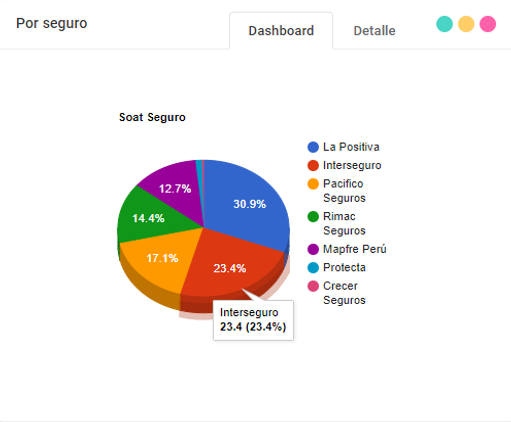 Por seguro
Dashboard
Detalle
Soat Seguro
30.9%
23.4%
17.1%
14.4%
12.7%
La Positiva
Interseguro
Pacifico
Seguros
Rimac
Seguros
Mapfre Perú
Protecta
Crecer
Seguros
Interseguro
23.4 (23.4%)